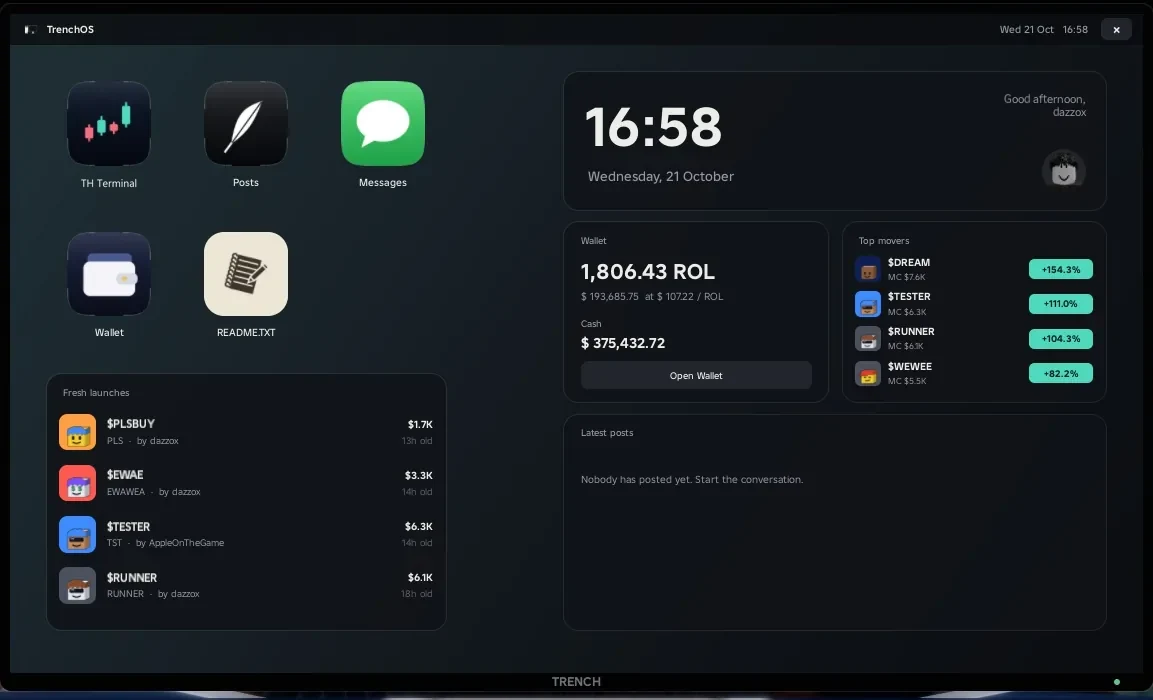 TrenchOS
Wed 21 Oct 16:58
×
TH Terminal
Posts
Messages
Wallet
README.TXT
Fresh launches
$PLSBUY
$1.7K
PLS · by dazzox
13h old
$EWAE
$3.3K
EWAWEA · by dazzox
14h old
$TESTER
$6.3K
TST · by AppleOnTheGame
14h old
$RUNNER
$6.1K
RUNNER · by dazzox
18h old
16:58
Wednesday, 21 October
Good afternoon,
dazzox
Wallet
1,806.43 ROL
$ 193,685.75 at $ 107.22 / ROL
Cash
$ 375,432.72
Open Wallet
Top movers
$DREAM
MC $7.6K
+154.3%
$TESTER
MC $6.3K
+111.0%
$RUNNER
MC $6.1K
+104.3%
$WEWEE
MC $5.5K
+82.2%
Latest posts
Nobody has posted yet. Start the conversation.
TRENCH